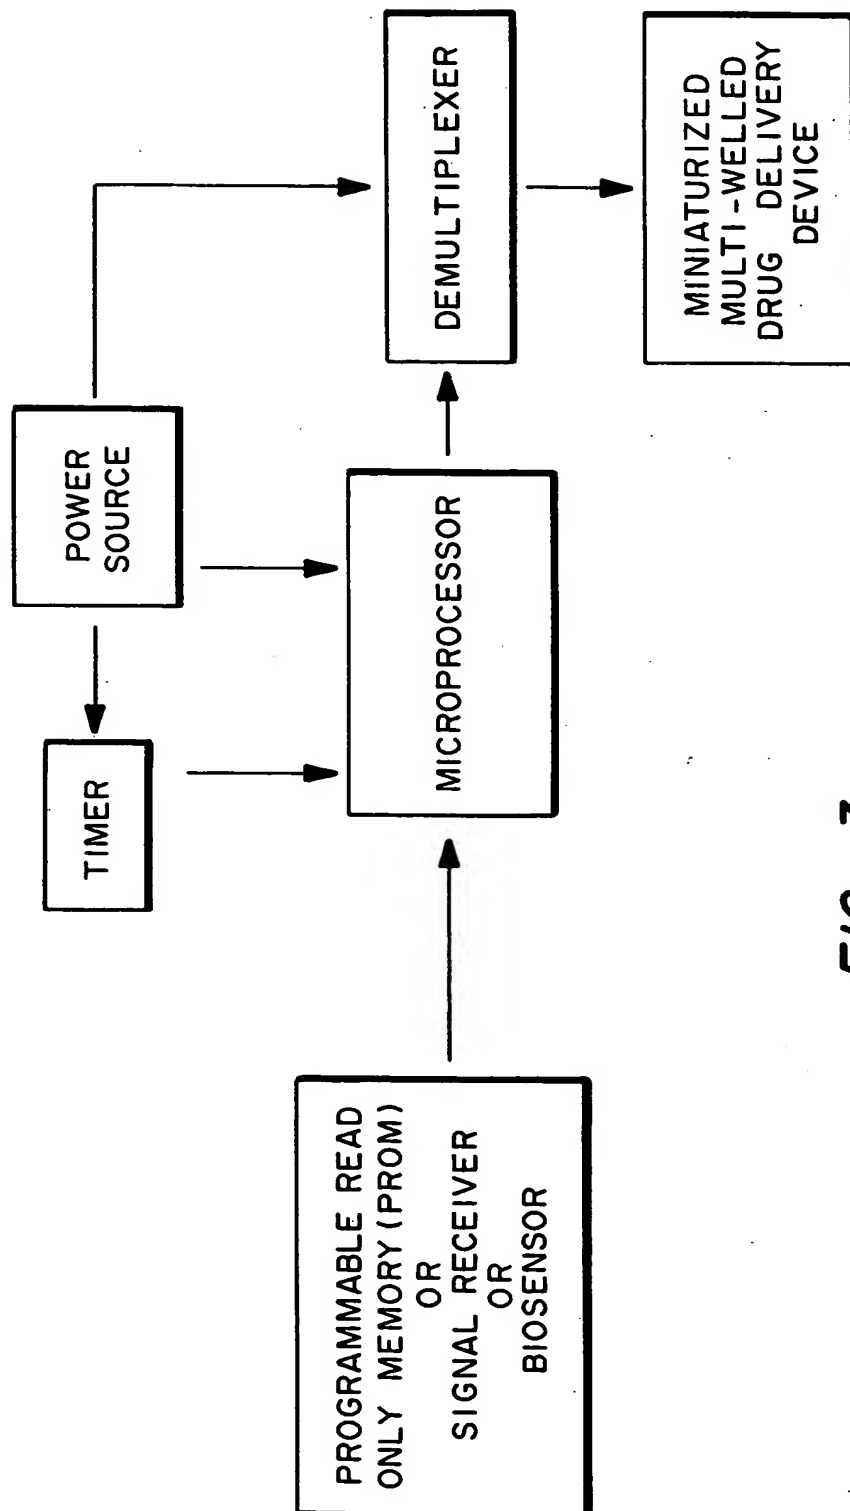 TIMER
POWER
SOURCE
PROGRAMMABLE READ
ONLY MEMORY (PROM)
OR
SIGNAL RECEIVER
OR
BIOSENSOR
MICROPROCESSOR
DEMULTIPLEXER
MINIATURIZED
MULTI-WELLED
DRUG DELIVERY
DEVICE